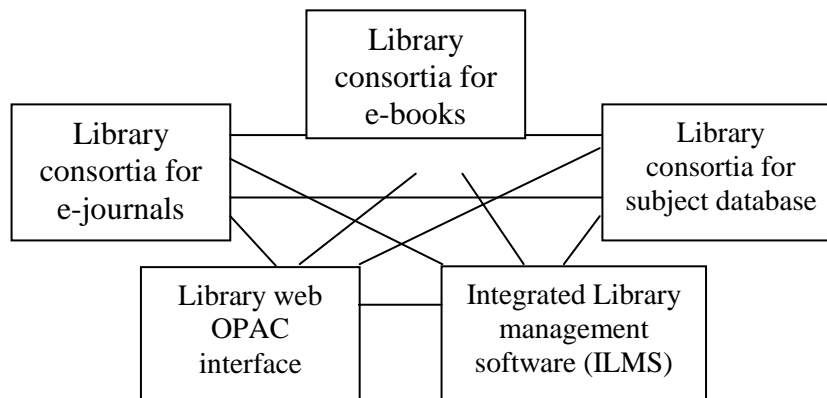 Library
consortia for
e-books
Library
consortia for
e-journals
Library
consortia for
subject database
Library web
OPAC
interface
Integrated Library
management
software (ILMS)